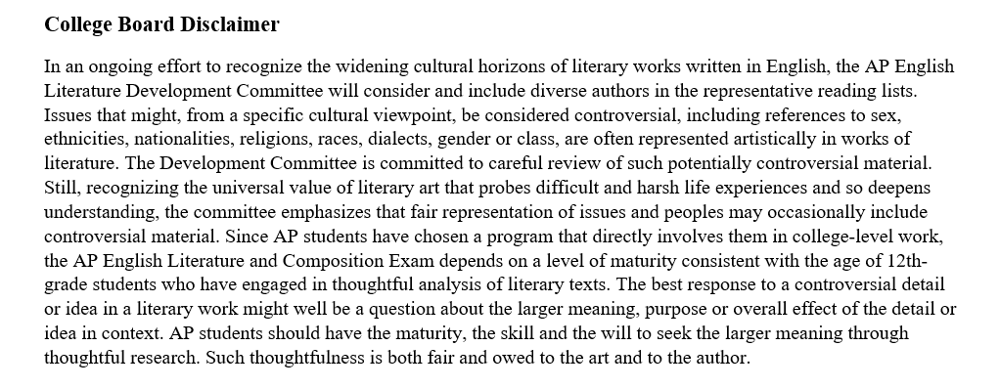 College Board Disclaimer
In an ongoing effort to recognize the widening cultural horizons of literary works written in English, the AP English
Literature Development Committee will consider and include diverse authors in the representative reading lists.
Issues that might, from a specific cultural viewpoint, be considered controversial, including references to sex,
ethnicities, nationalities, religions, races, dialects, gender or class, are often represented artistically in works of
literature. The Development Committee is committed to careful review of such potentially controversial material.
Still, recognizing the universal value of literary art that probes difficult and harsh life experiences and so deepens
understanding, the committee emphasizes that fair representation of issues and peoples may occasionally include
controversial material. Since AP students have chosen a program that directly involves them in college-level work,
the AP English Literature and Composition Exam depends on a level of maturity consistent with the age of 12th-
grade students who have engaged in thoughtful analysis of literary texts. The best response to a controversial detail
or idea in a literary work might well be a question about the larger meaning, purpose or overall effect of the detail or
idea in context. AP students should have the maturity, the skill and the will to seek the larger meaning through
thoughtful research. Such thoughtfulness is both fair and owed to the art and to the author.